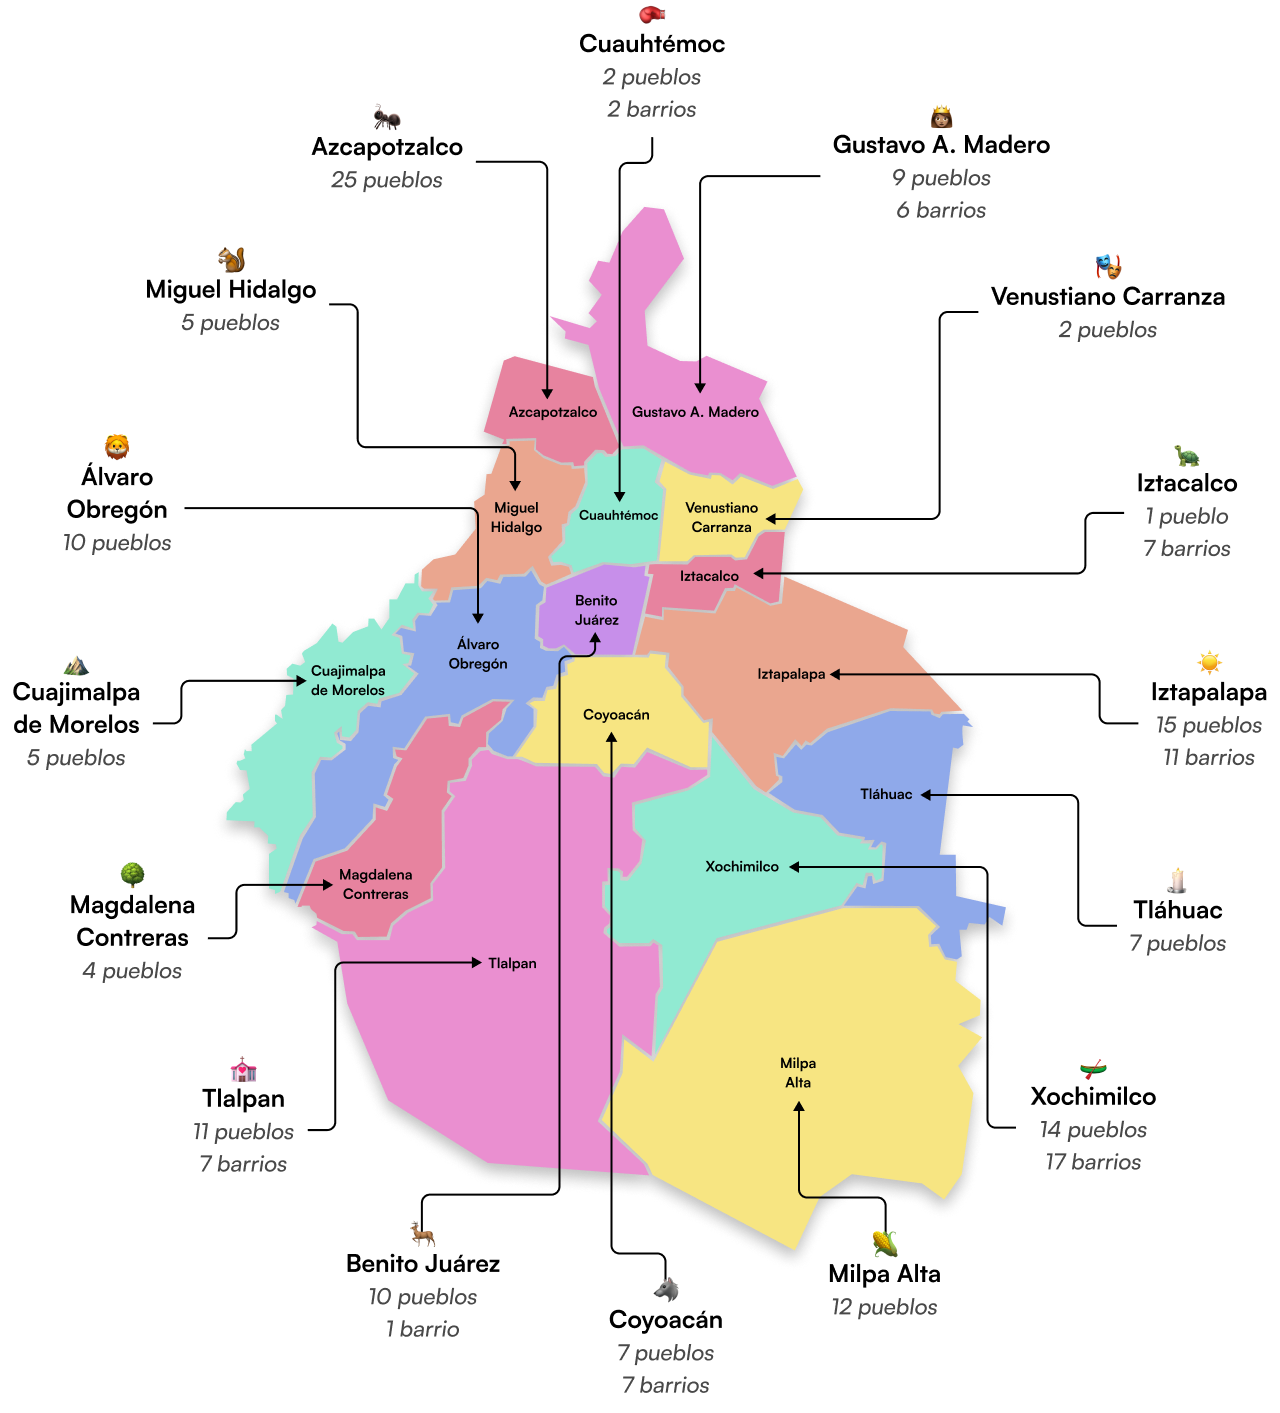 Cuauhtémoc
2 pueblos
2 barrios
Azcapotzalco
25 pueblos
Gustavo A. Madero
9 pueblos
6 barrios
Miguel Hidalgo
5 pueblos
Venustiano Carranza
2 pueblos
Álvaro
Obregón
10 pueblos
Iztacalco
1 pueblo
7 barrios
Cuajimalpa
de Morelos
5 pueblos
Iztapalapa
15 pueblos
11 barrios
Magdalena
Contreras
4 pueblos
Tláhuac
7 pueblos
Tlalpan
11 pueblos
7 barrios
Xochimilco
14 pueblos
17 barrios
Benito Juárez
10 pueblos
1 barrio
Coyoacán
7 pueblos
7 barrios
Milpa Alta
12 pueblos
Azcapotzalco
Gustavo A. Madero
Miguel
Hidalgo
Cuauhtémoc
Venustiano
Carranza
Iztacalco
Benito
Juárez
Álvaro
Obregón
Cuajimalpa
de Morelos
Iztapalapa
Coyoacán
Tláhuac
Xochimilco
Magdalena
Contreras
Tlalpan
Milpa
Alta